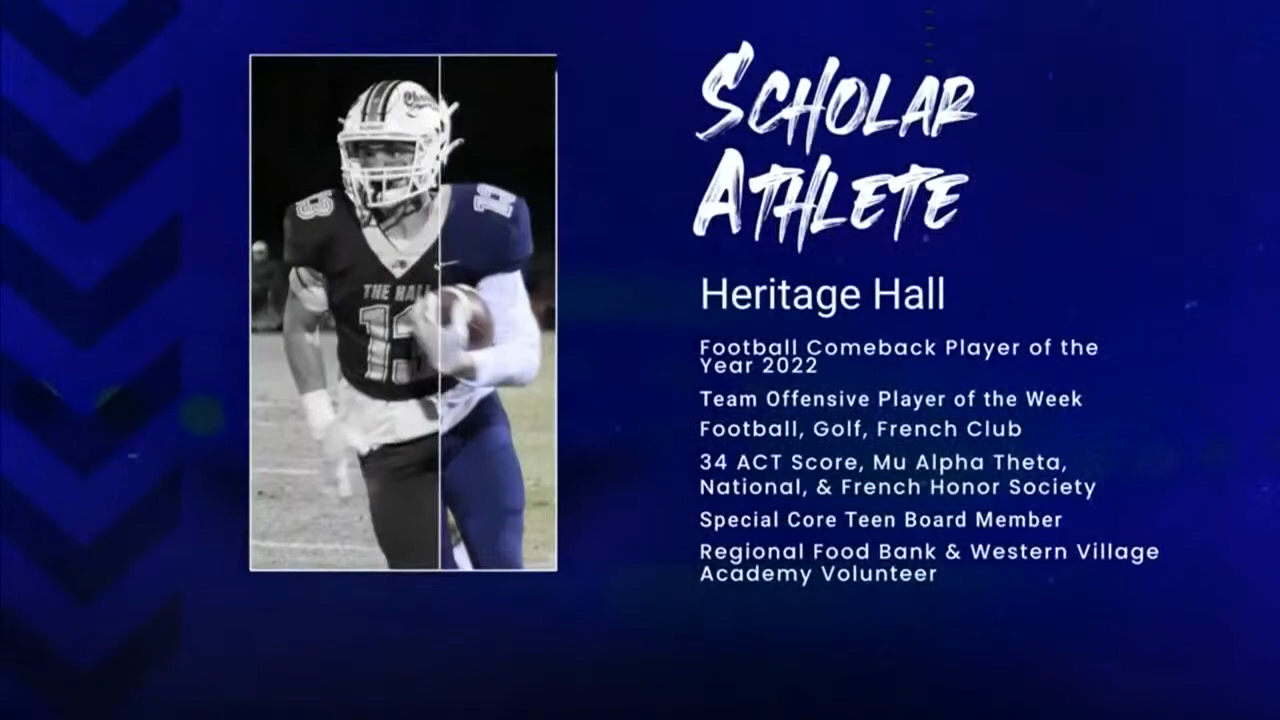 SCHOLAR
ATHLETE
Heritage Hall
Football Comeback Player of the
Year 2022
Team Offensive Player of the Week
Football, Golf, French Club
34 ACT Score, Mu Alpha Theta,
National, & French Honor Society
Special Core Teen Board Member
Regional Food Bank & Western Village
Academy Volunteer
13
13
THE HALL
13